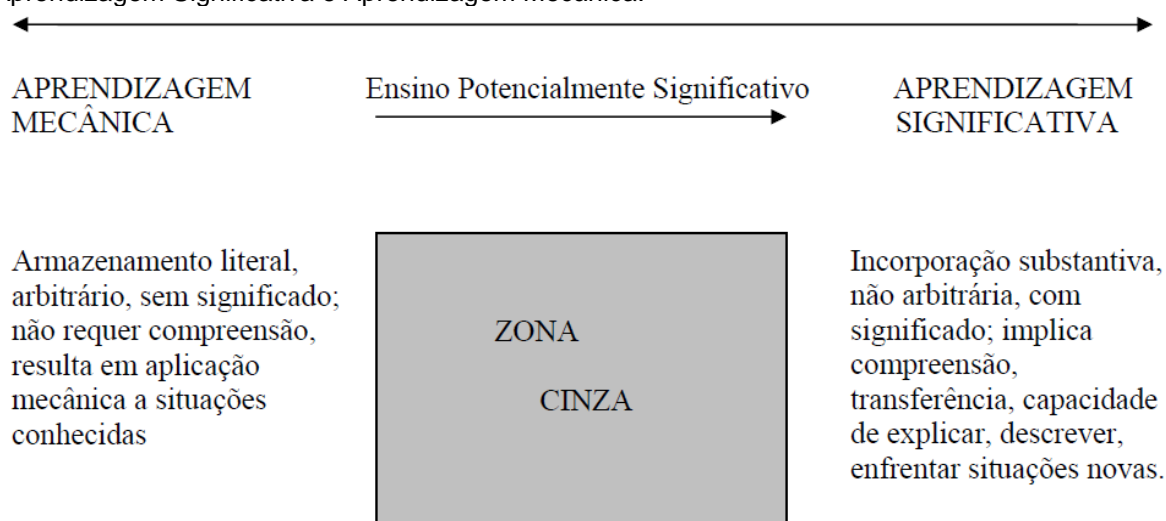 Aprendizagem Significativa e Aprendizagem Mecânica.
APRENDIZAGEM
MECÂNICA
Ensino Potencialmente Significativo
APRENDIZAGEM
SIGNIFICATIVA
Armazenamento literal,
arbitrário, sem significado;
não requer compreensão,
resulta em aplicação
mecânica a situações
conhecidas
ZONA
CINZA
Incorporação substantiva,
não arbitrária, com
significado; implica
compreensão,
transferência, capacidade
de explicar, descrever,
enfrentar situações novas.